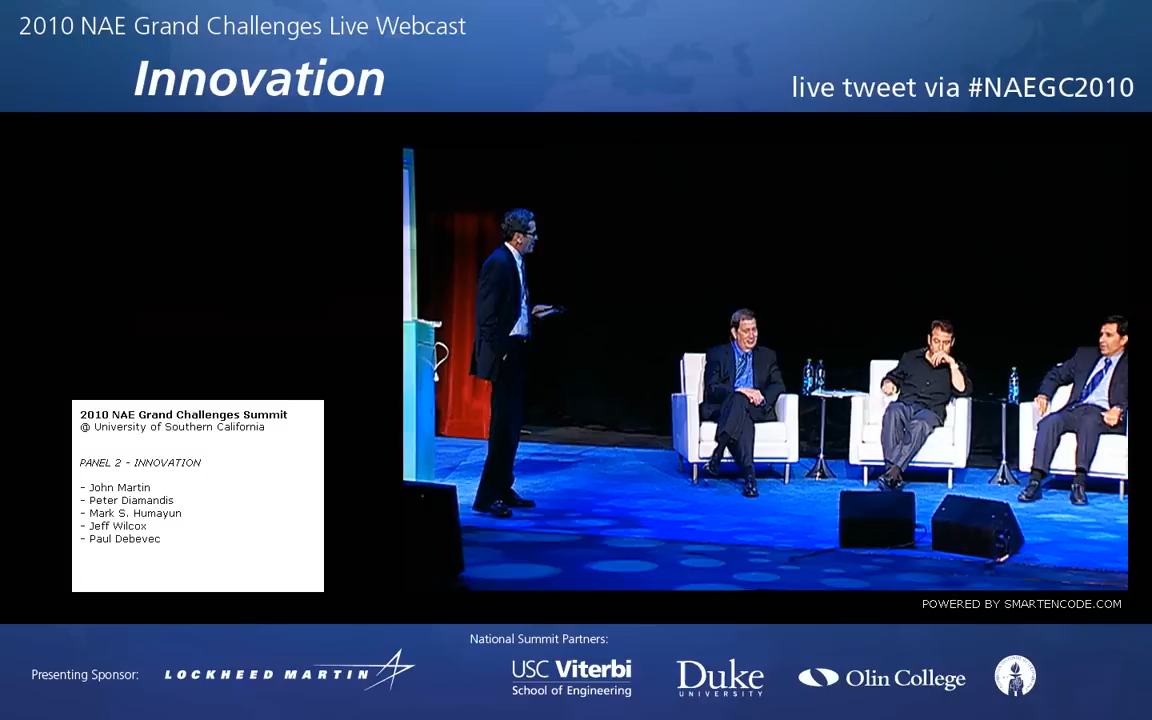 2010 NAE Grand Challenges Live Webcast
Innovation
live tweet via #NAEGC2010
2010 NAE Grand Challenges Summit
@ University of Southern California
PANEL 2 - INNOVATION
- John Martin
- Peter Diamandis
- Mark S. Humayun
- Jeff Wilcox
- Paul Debevec
POWERED BY SMARTENCODE.COM
National Summit Partners:
Presenting Sponsor:
LOCKHEED MARTIN
USC Viterbi
School of Engineering
Duke
UNIVERSITY
Olin College